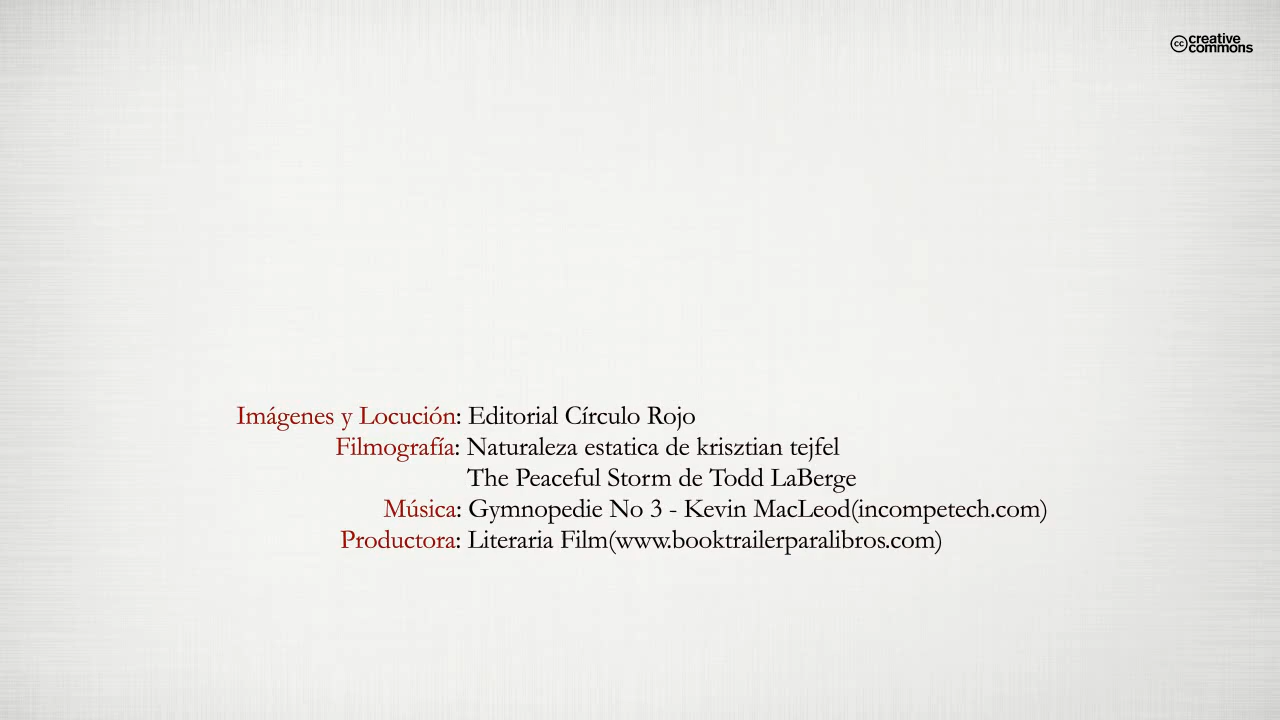 creative
commons
Imágenes y Locución: Editorial Círculo Rojo
Filmografía: Naturaleza estatica de krisztian tejfel
The Peaceful Storm de Todd LaBerge
Música: Gymnopedie No 3 - Kevin MacLeod(incompetech.com)
Productora: Literaria Film(www.booktrailerparalibros.com)